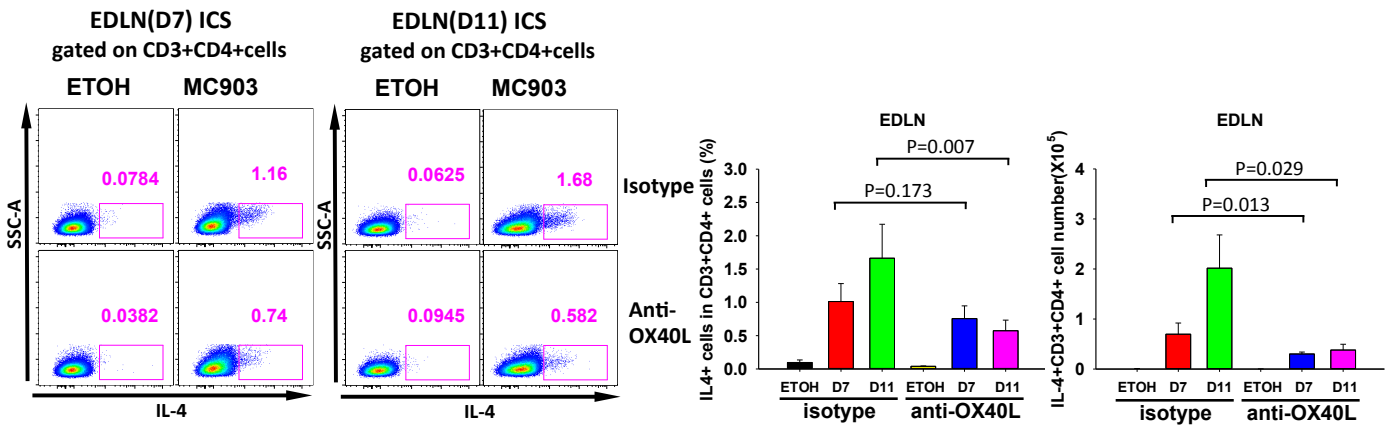 EDLN(D7) ICS
gated on CD3+CD4+cells
ETOH MC903
EDLN(D11) ICS
gated on CD3+CD4+cells
ETOH MC903
0.0784 1.16 0.0625 1.68
Isotype
0.0382 0.74 0.0945 0.582
Anti-
OX40L
SSC-A
SSC-A
IL-4
IL-4
EDLN
P=0.007
P=0.173
IL4+ cells in CD3+CD4+ cells (%)
3.0
2.5
2.0
1.5
1.0
0.5
0.0
ETOH D7 D11 ETOH D7 D11
isotype anti-OX40L
EDLN
P=0.029
P=0.013
IL-4+CD3+CD4+ cell number(X10⁵)
4
3
2
1
0
ETOH D7 D11 ETOH D7 D11
isotype anti-OX40L